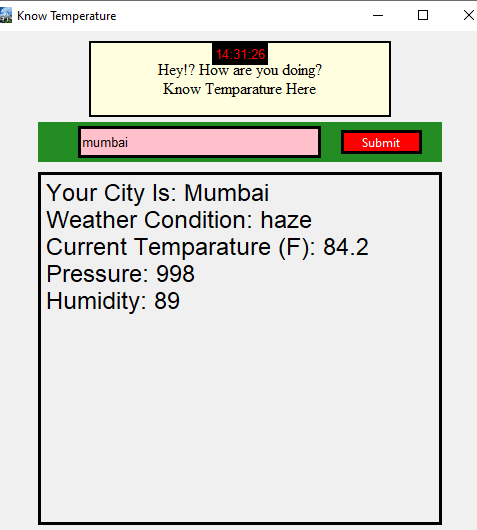 Know Temperature
14:31:26
Hey!? How are you doing?
Know Temparature Here
mumbai
Submit
Your City Is: Mumbai
Weather Condition: haze
Current Temparature (F): 84.2
Pressure: 998
Humidity: 89